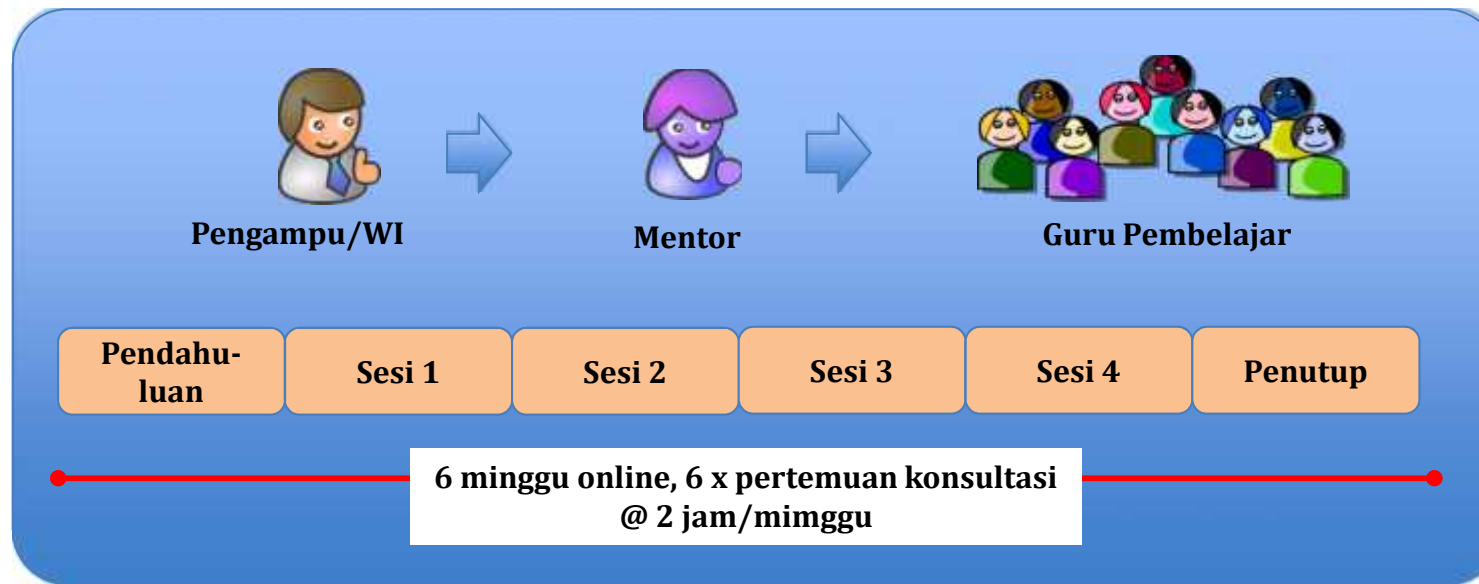 Pengampu/WI
Mentor
Guru Pembelajar
Pendahu-
luan
Sesi 1
Sesi 2
Sesi 3
Sesi 4
Penutup
6 minggu online, 6 x pertemuan konsultasi
@ 2 jam/mimggu